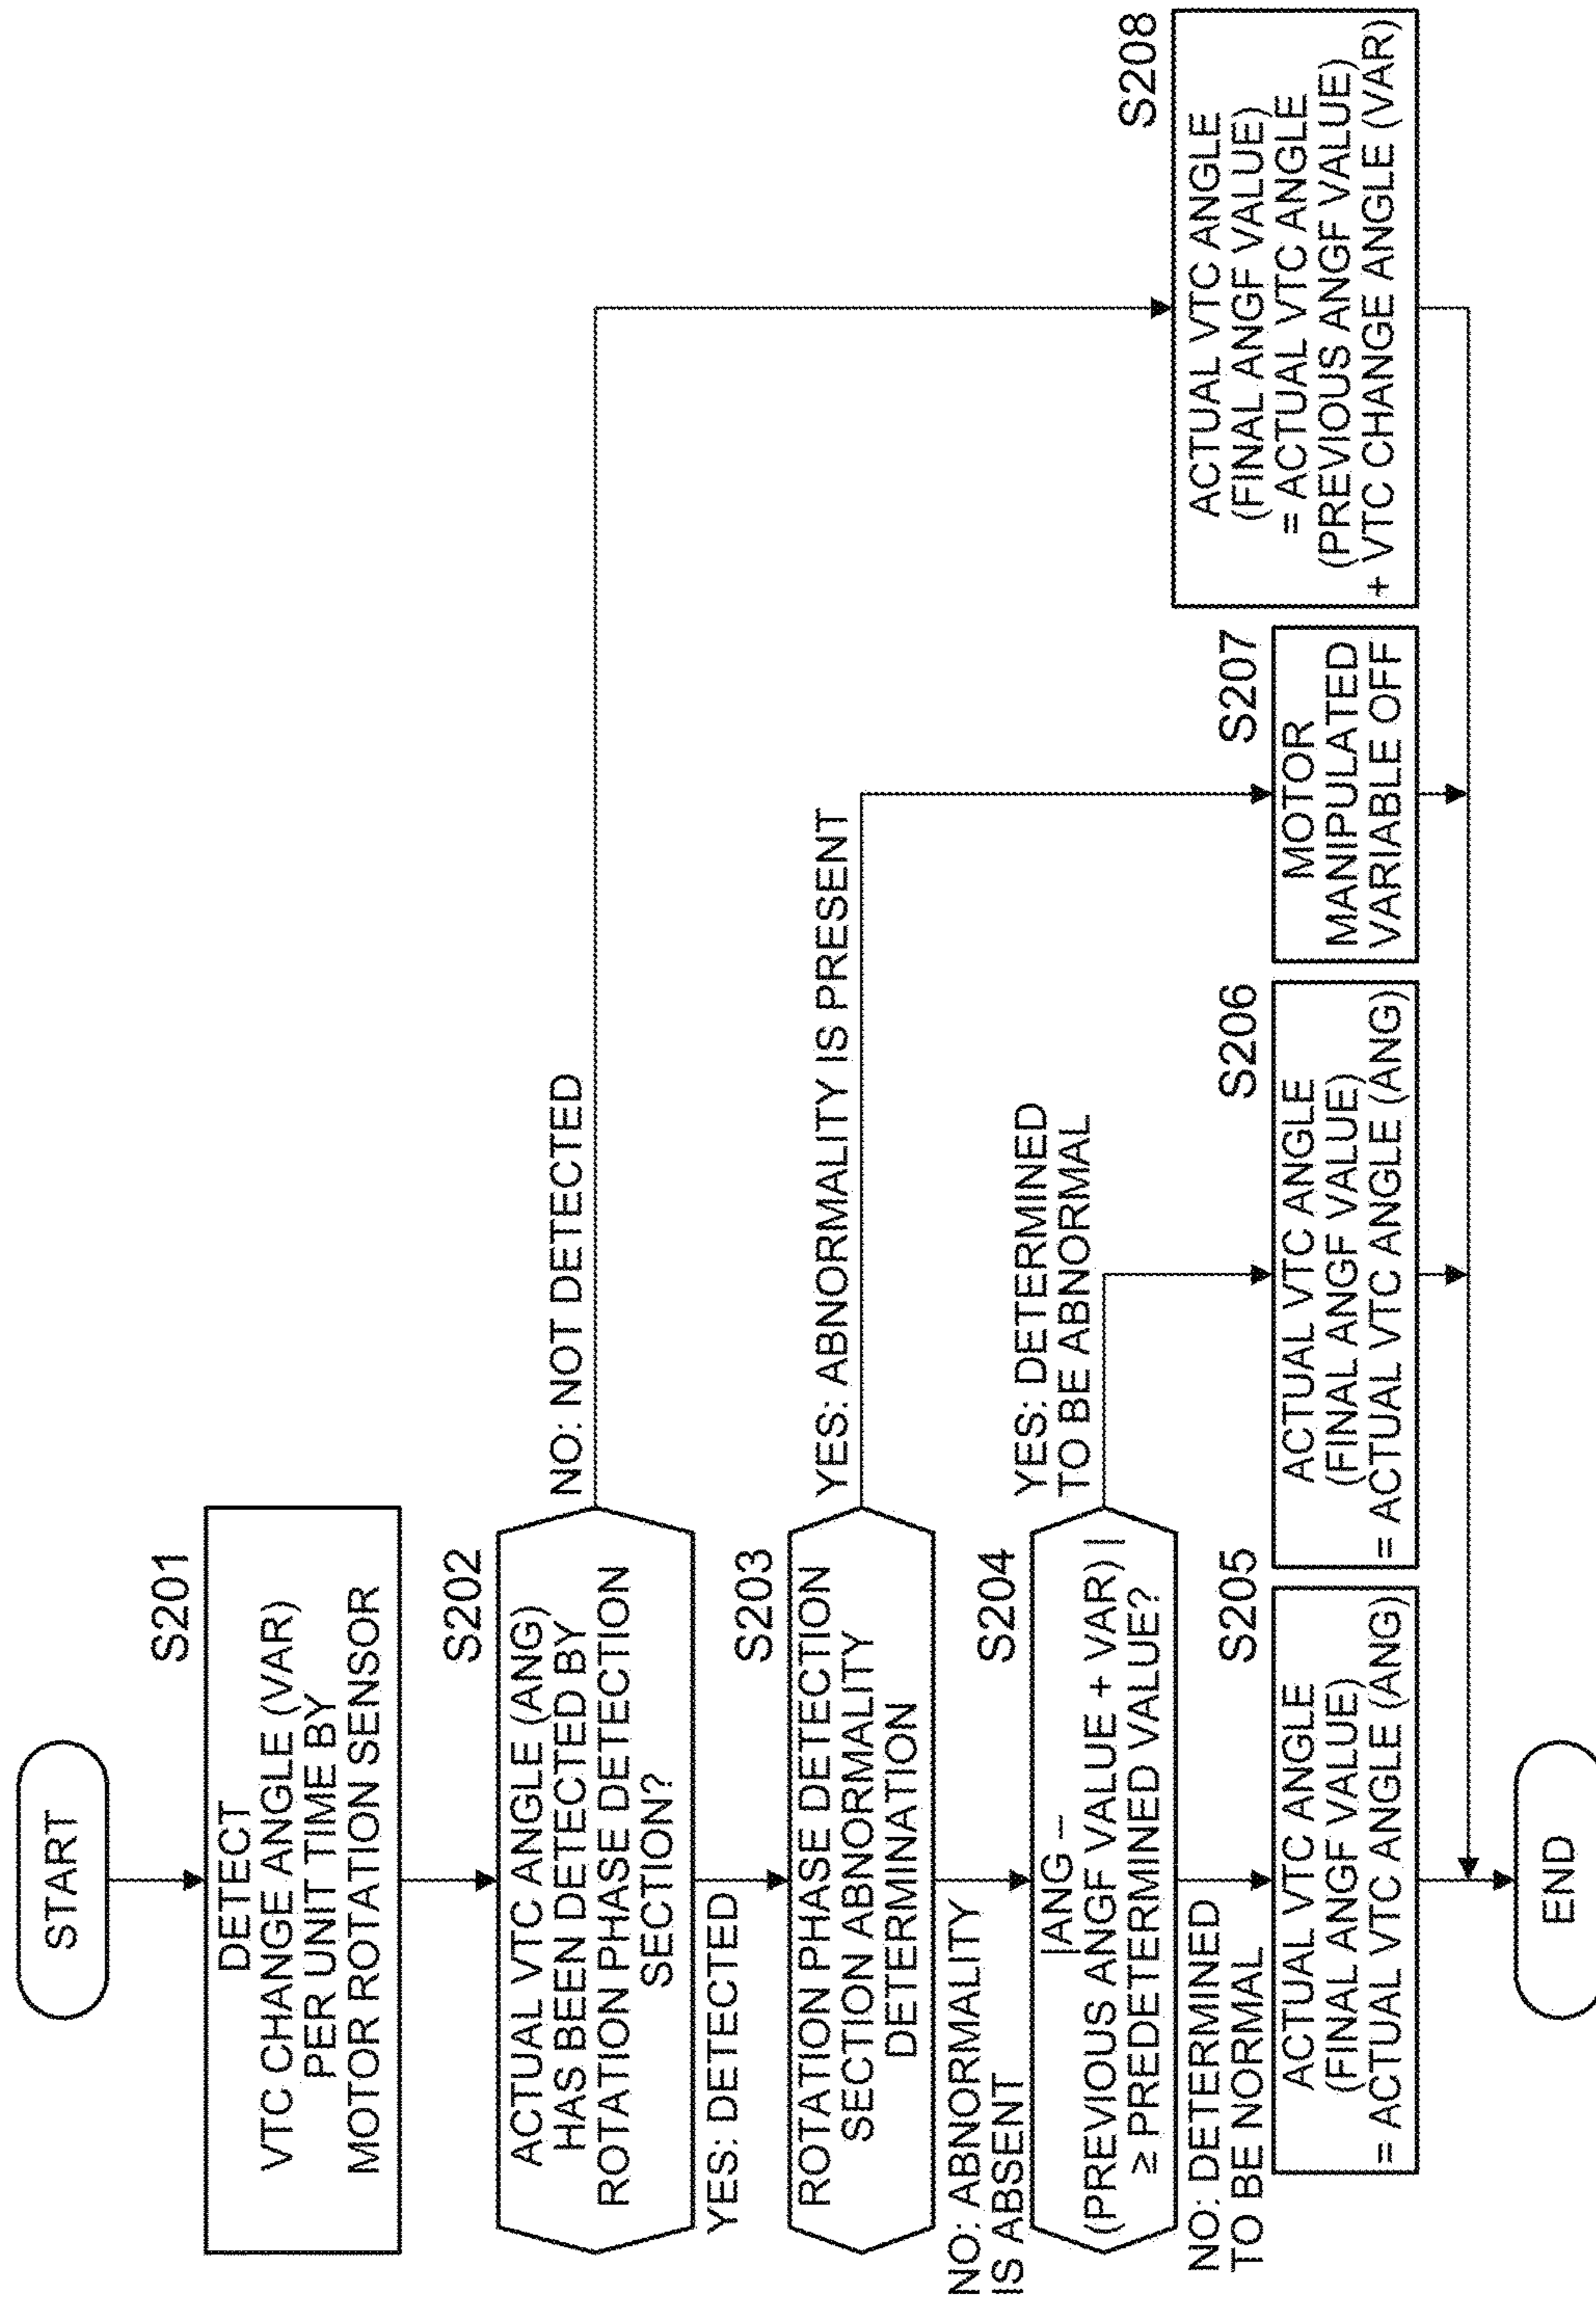 START
S201
DETECT
VTC CHANGE ANGLE (VAR)
PER UNIT TIME BY
MOTOR ROTATION SENSOR
S202
ACTUAL VTC ANGLE (ANG)
HAS BEEN DETECTED BY
ROTATION PHASE DETECTION
SECTION?
NO: NOT DETECTED
YES: DETECTED
S203
ROTATION PHASE DETECTION
SECTION ABNORMALITY
DETERMINATION
YES: ABNORMALITY IS PRESENT
NO: ABNORMALITY
IS ABSENT
S204
|ANG –
(PREVIOUS ANGF VALUE + VAR) |
≥ PREDETERMINED VALUE?
YES: DETERMINED
TO BE ABNORMAL
NO: DETERMINED
TO BE NORMAL
S205
ACTUAL VTC ANGLE
(FINAL ANGF VALUE)
= ACTUAL VTC ANGLE (ANG)
S206
ACTUAL VTC ANGLE
(FINAL ANGF VALUE)
= ACTUAL VTC ANGLE (ANG)
S207
MOTOR
MANIPULATED
VARIABLE OFF
S208
ACTUAL VTC ANGLE
(FINAL ANGF VALUE)
= ACTUAL VTC ANGLE
(PREVIOUS ANGF VALUE)
+ VTC CHANGE ANGLE (VAR)
END